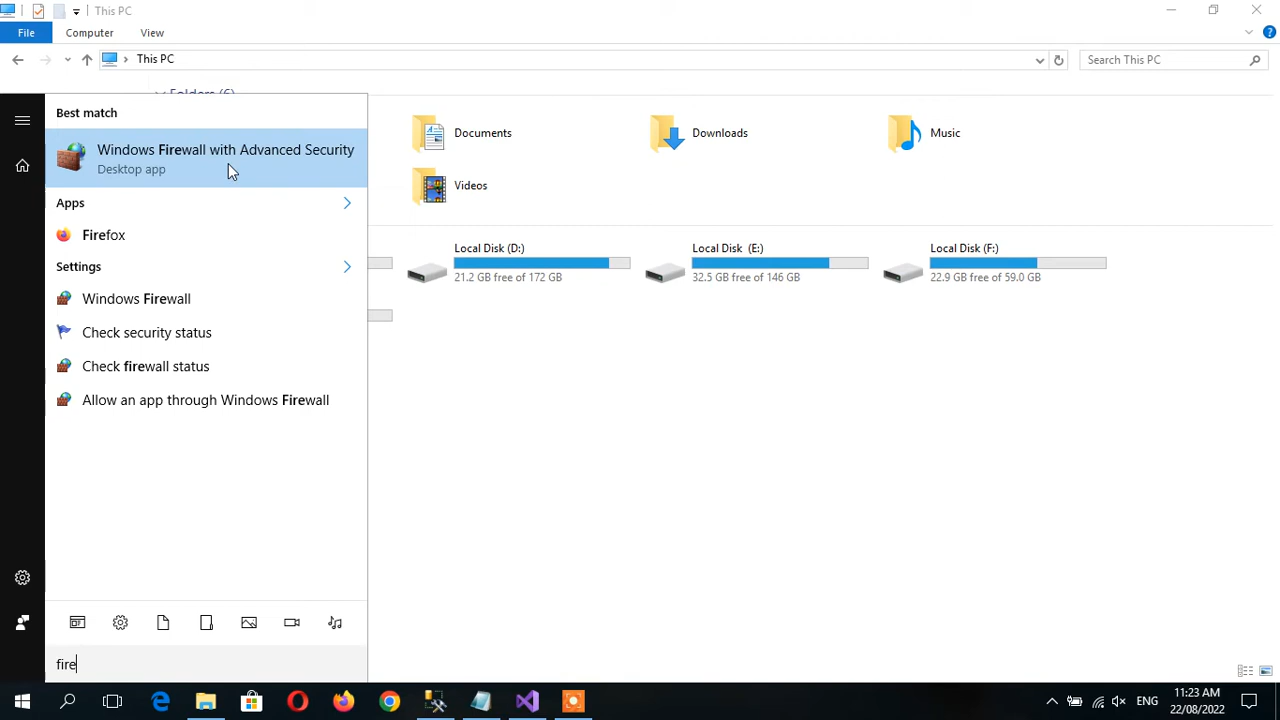 This PC
File
Computer
View
This PC
Search This PC
Folders (6)
Best match
Windows Firewall with Advanced Security
Desktop app
Apps
Firefox
Settings
Windows Firewall
Check security status
Check firewall status
Allow an app through Windows Firewall
fire
Documents
Downloads
Music
Videos
Local Disk (D:)
21.2 GB free of 172 GB
Local Disk (E:)
32.5 GB free of 146 GB
Local Disk (F:)
22.9 GB free of 59.0 GB
ENG
11:23 AM
22/08/2022